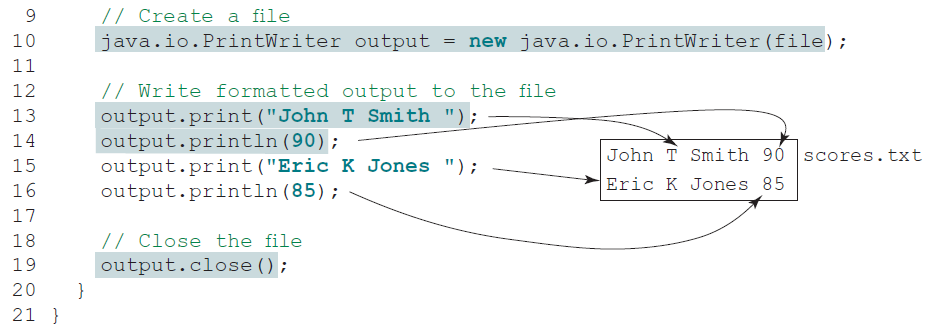 9 // Create a file
10 java.io.PrintWriter output = new java.io.PrintWriter(file);
11
12 // Write formatted output to the file
13 output.print("John T Smith ");
14 output.println(90);
John T Smith 90 scores.txt
15 output.print("Eric K Jones ");
Eric K Jones 85
16 output.println(85);
17
18 // Close the file
19 output.close();
20 }
21 }